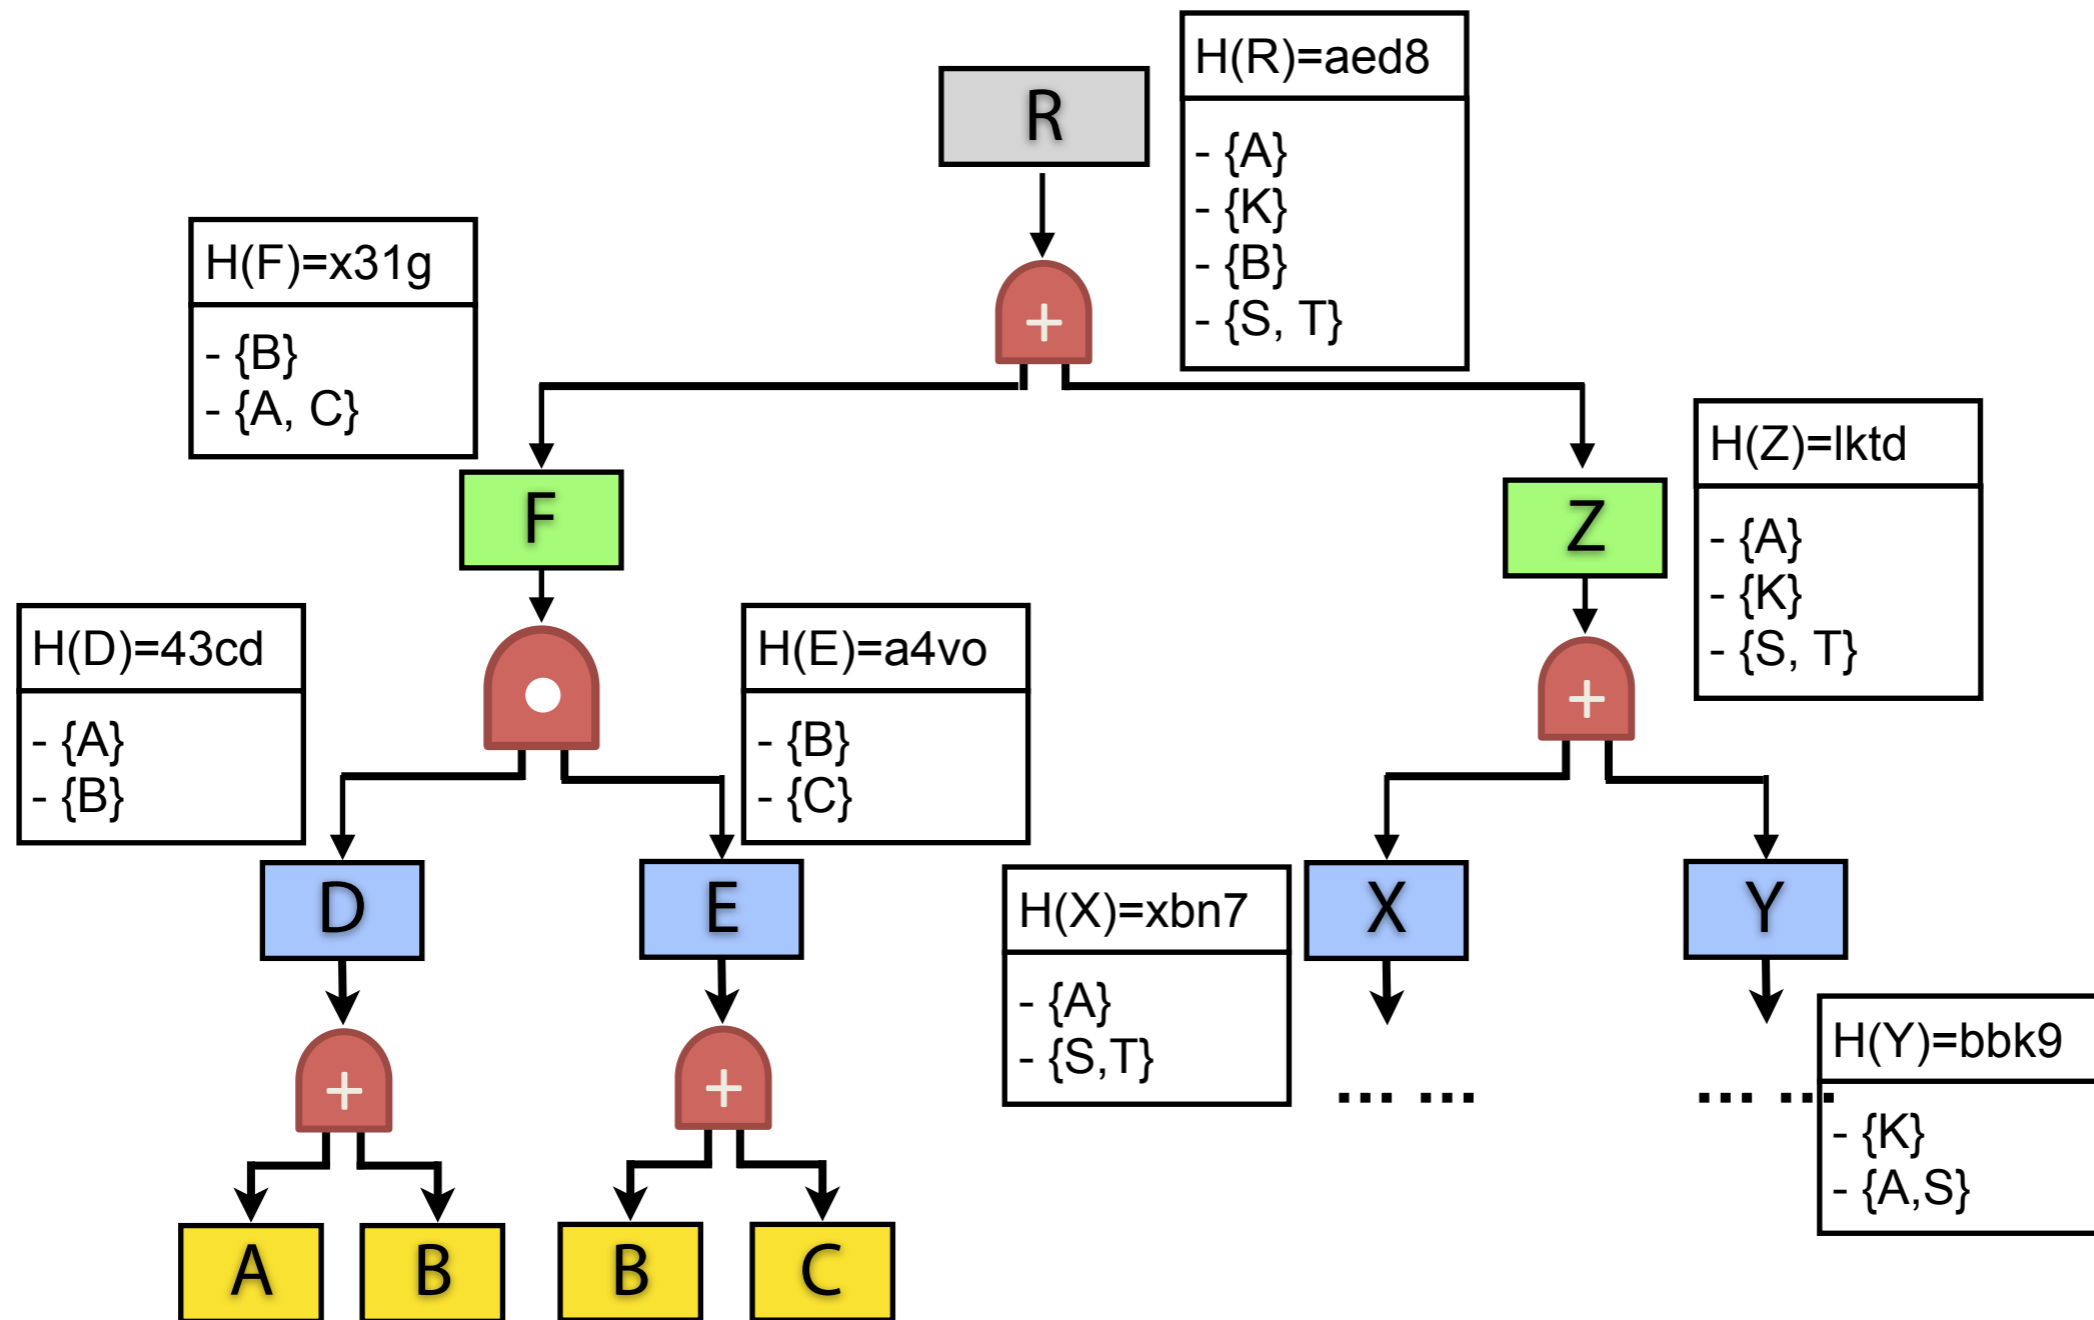 H(R)=aed8
R
- {A}
- {K}
- {B}
- {S, T}
+
H(F)=x31g
- {B}
- {A, C}
F
H(Z)=lktd
- {A}
- {K}
- {S, T}
Z
+
H(D)=43cd
- {A}
- {B}
H(E)=a4vo
- {B}
- {C}
D
E
X
Y
H(X)=xbn7
- {A}
- {S,T}
H(Y)=bbk9
- {K}
- {A,S}
... ...
... ...
+
+
A
B
B
C